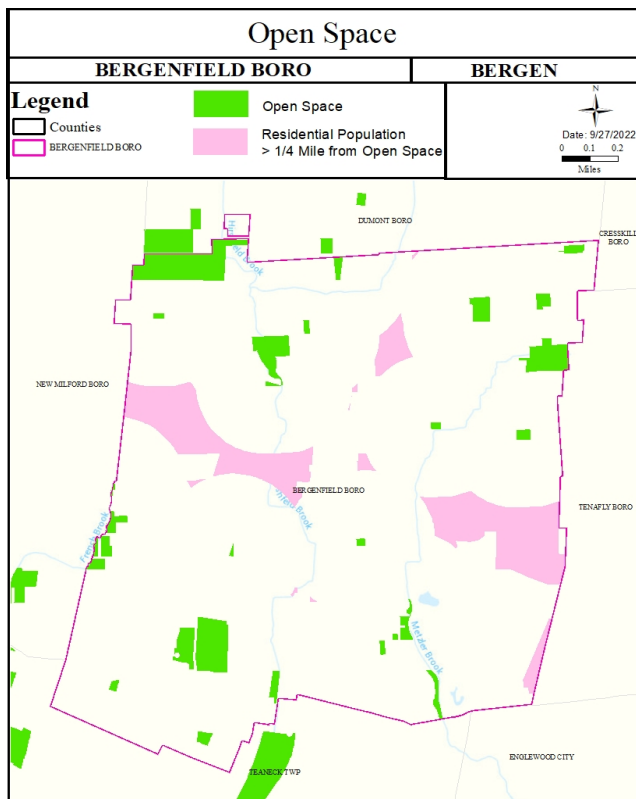 Open Space
BERGENFIELD BORO
BERGEN
Legend
Counties
BERGENFIELD BORO
Open Space
Residential Population
> 1/4 Mile from Open Space
N
Date: 9/27/2022
0 0.1 0.2
Miles
DUMONT BORO
CRESSKILL
BORO
NEW MILFORD BORO
BERGENFIELD BORO
TENAFLY BORO
French Brook
Metzler Brook
ENGLEWOOD CITY
TEANECK TWP